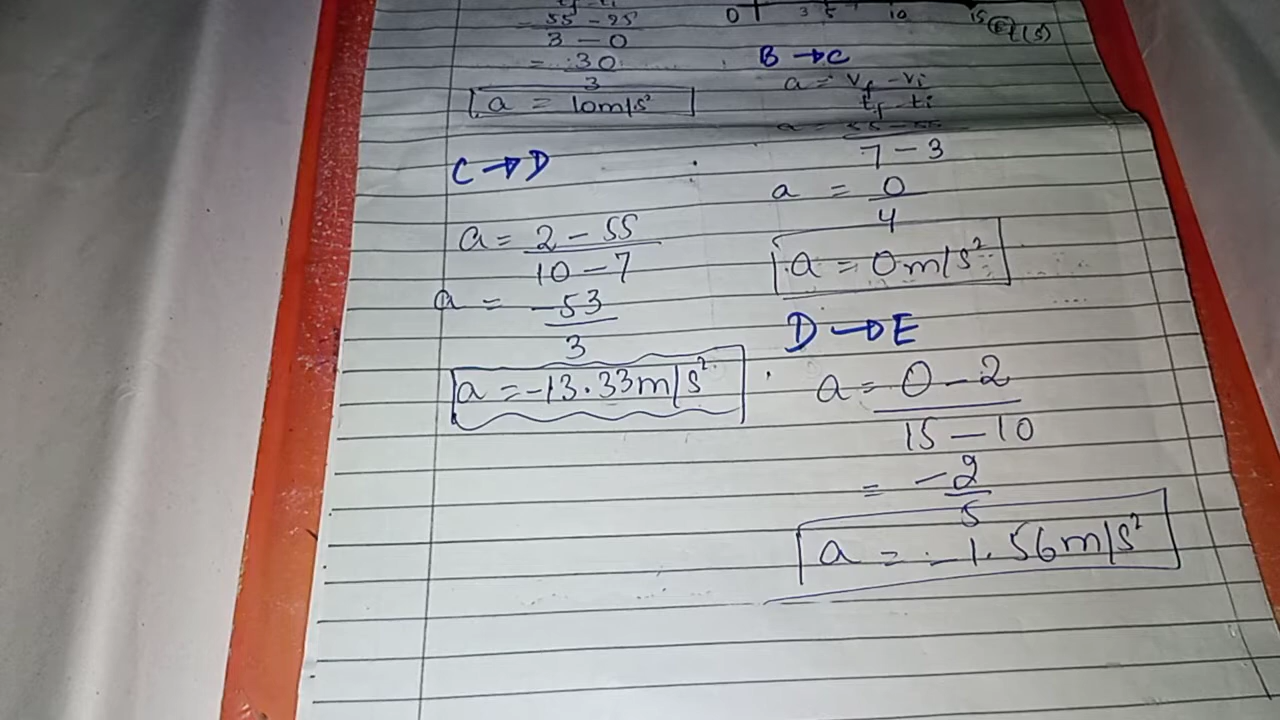 55 - 25
3 - 0
= 30
3
a = 10m/s²
0 3 5 10 15 t(s)
B → C
a = vf - vi
tf - ti
a = 55 - 55
7 - 3
a = 0
4
a = 0m/s²
C → D
a = 2 - 55
10 - 7
a = -53
3
a = -13.33m/s²
D → E
a = 0 - 2
15 - 10
= -2
5
a = -1.56m/s²